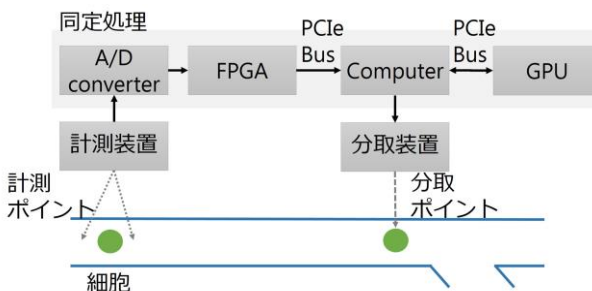 同定処理
A/D
converter
FPGA
PCIe
Bus
Computer
PCIe
Bus
GPU
計測装置
分取装置
計測
ポイント
分取
ポイント
細胞